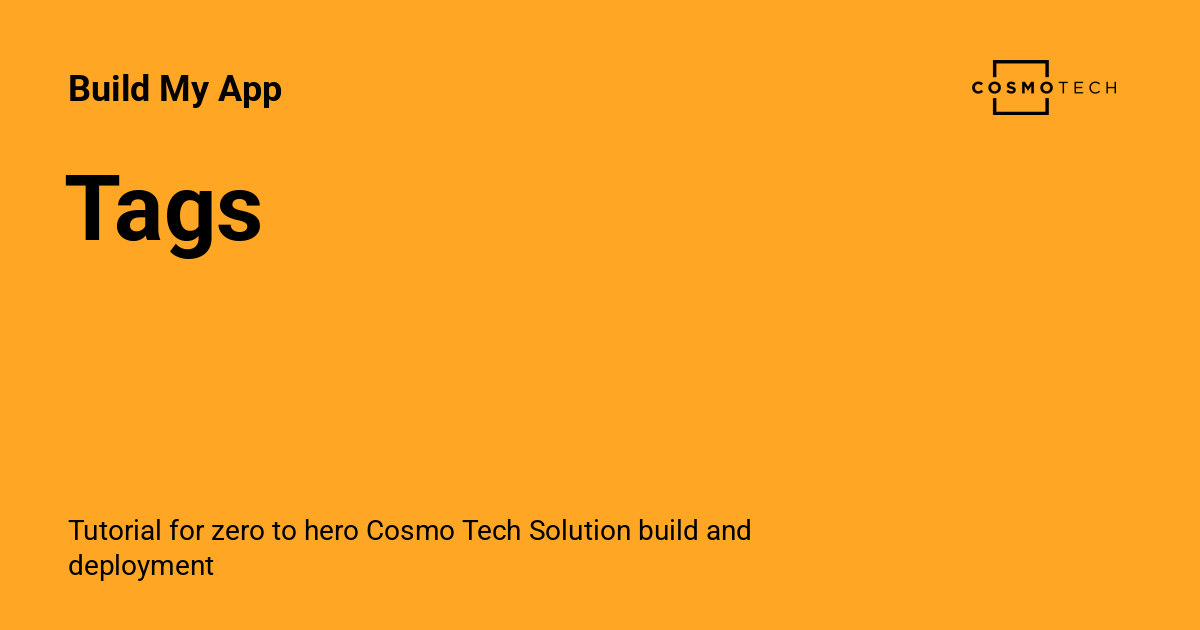 Build My App
COSMOTECH
Tags
Tutorial for zero to hero Cosmo Tech Solution build and
deployment